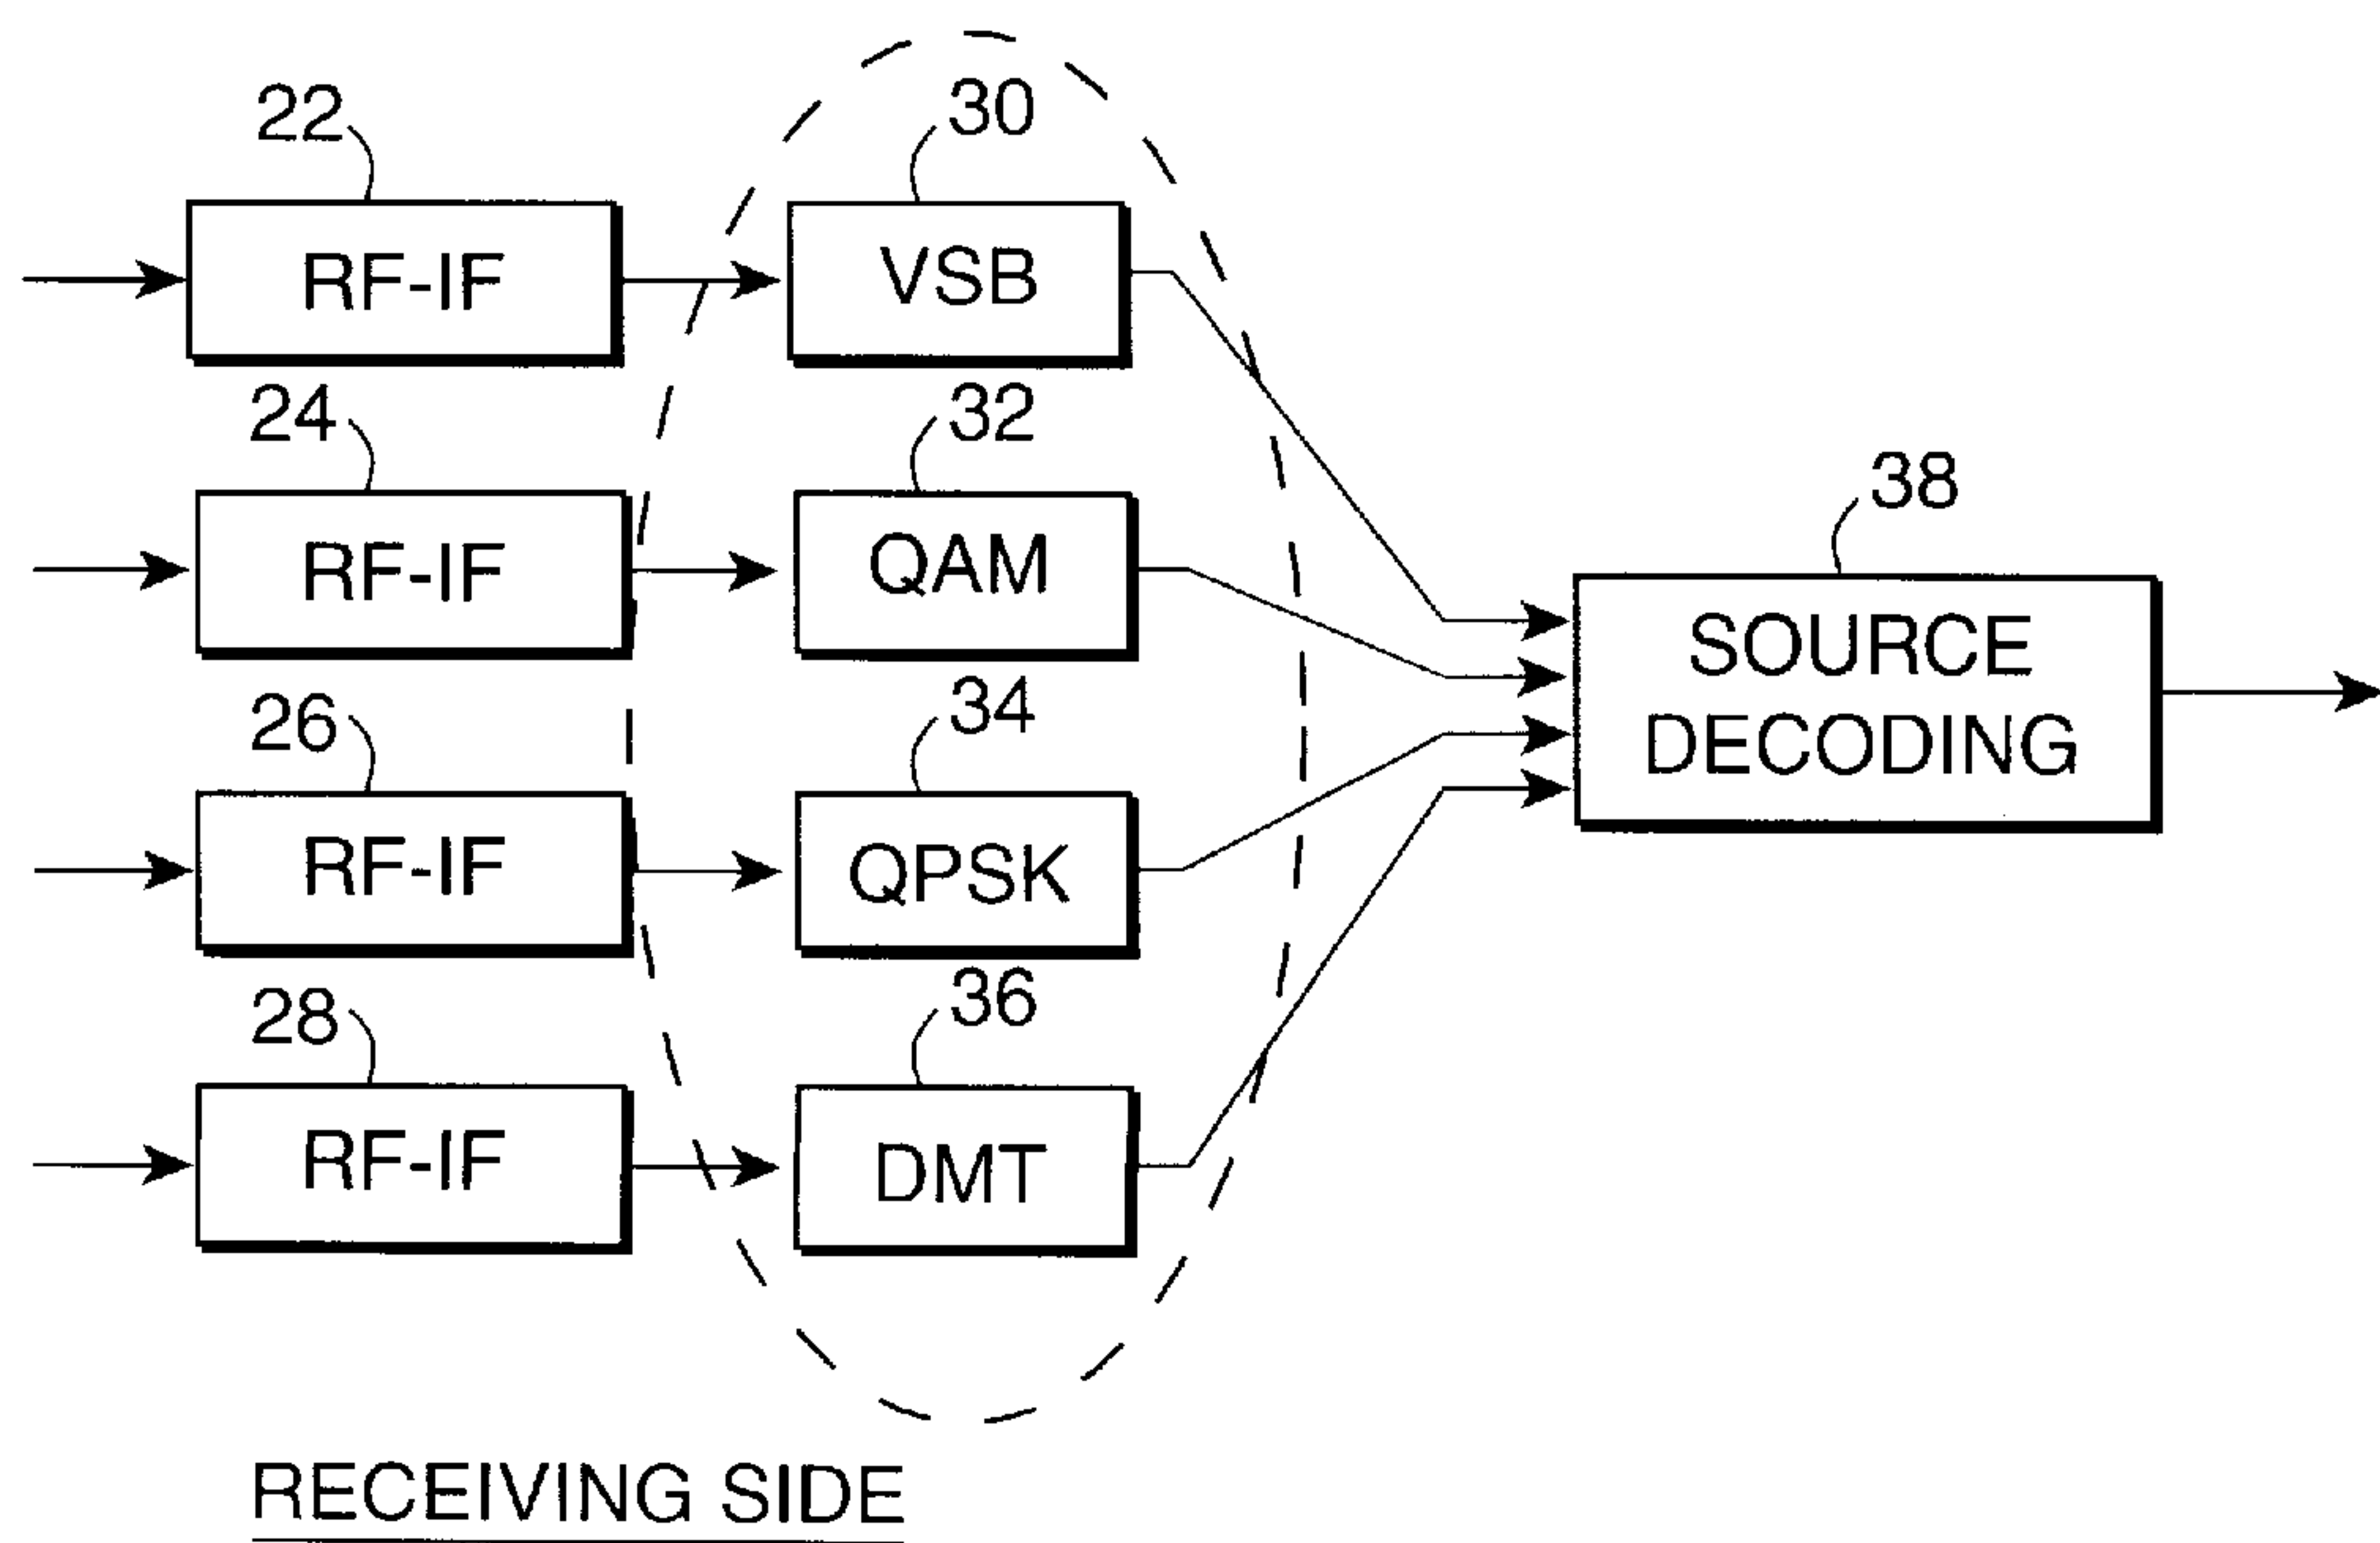 22
30
RF-IF
VSB
24
32
RF-IF
QAM
38
SOURCE
DECODING
26
34
RF-IF
QPSK
28
36
RF-IF
DMT
RECEIVING SIDE